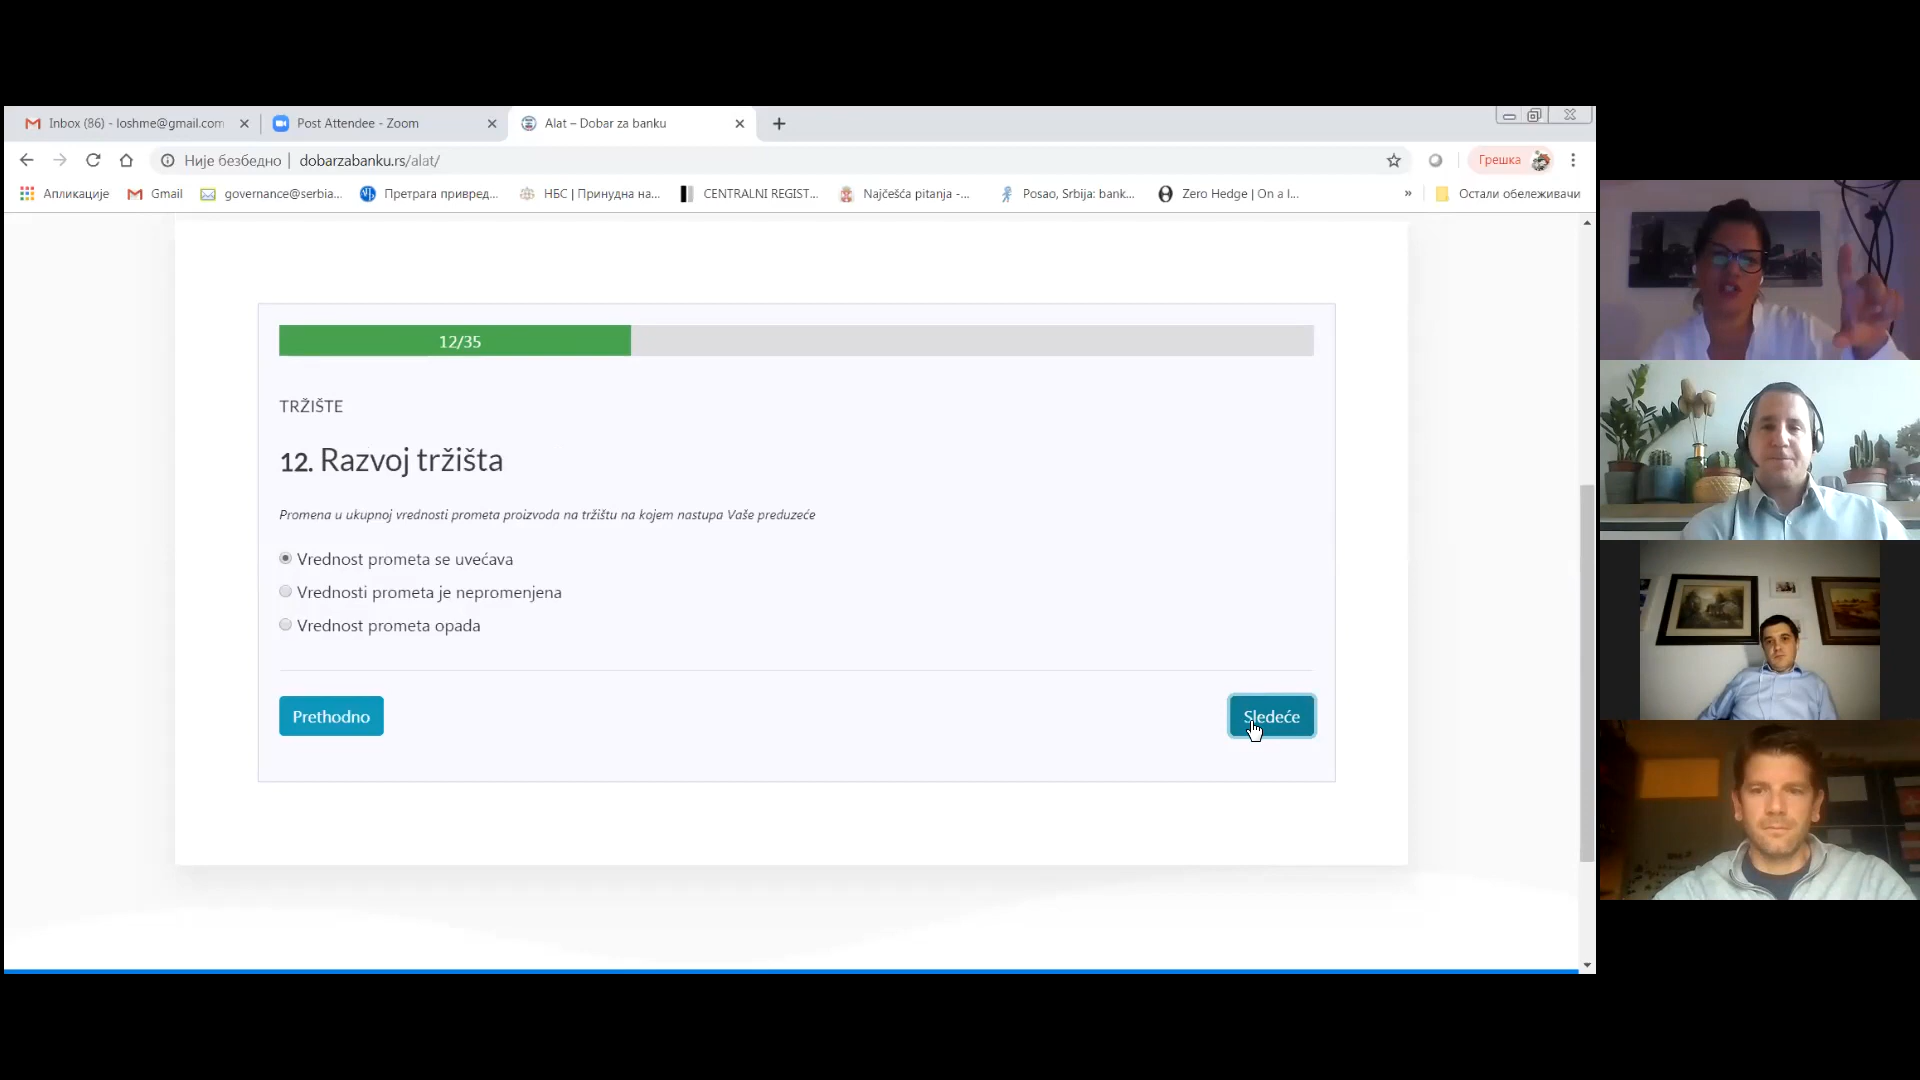 Inbox (86) - loshme@gmail.com
Post Attendee - Zoom
Alat – Dobar za banku
Није безбедно | dobarzabanku.rs/alat/
Грешка
Апликације
Gmail
governance@serbia...
Претрага привред...
НБС | Принудна на...
CENTRALNI REGIST...
Najčešća pitanja -...
Posao, Srbija: bank...
Zero Hedge | On a l...
»
Остали обележивачи
12/35
TRŽIŠTE
12. Razvoj tržišta
Promena u ukupnoj vrednosti prometa proizvoda na tržištu na kojem nastupa Vaše preduzeće
Vrednost prometa se uvećava
Vrednosti prometa je nepromenjena
Vrednost prometa opada
Prethodno
Sledeće